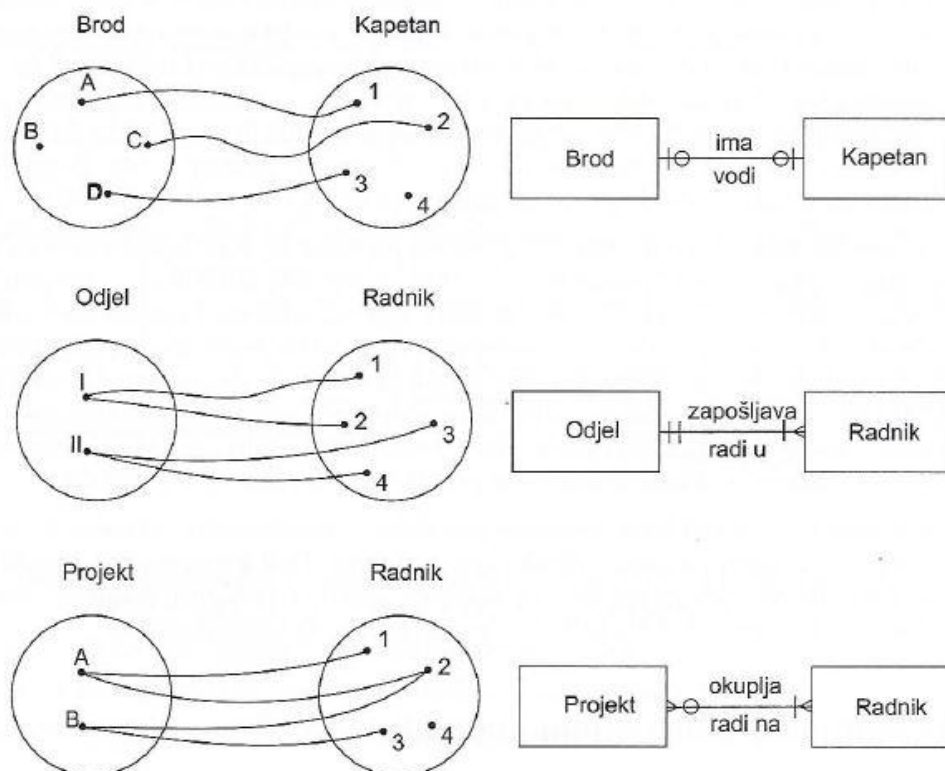 Brod
Kapetan
A
B
C
D
1
2
3
4
Brod
ima
vodi
Kapetan
Odjel
Radnik
I
II
1
2
3
4
Odjel
zapošljava
radi u
Radnik
Projekt
Radnik
A
B
1
2
3
4
Projekt
okuplja
radi na
Radnik